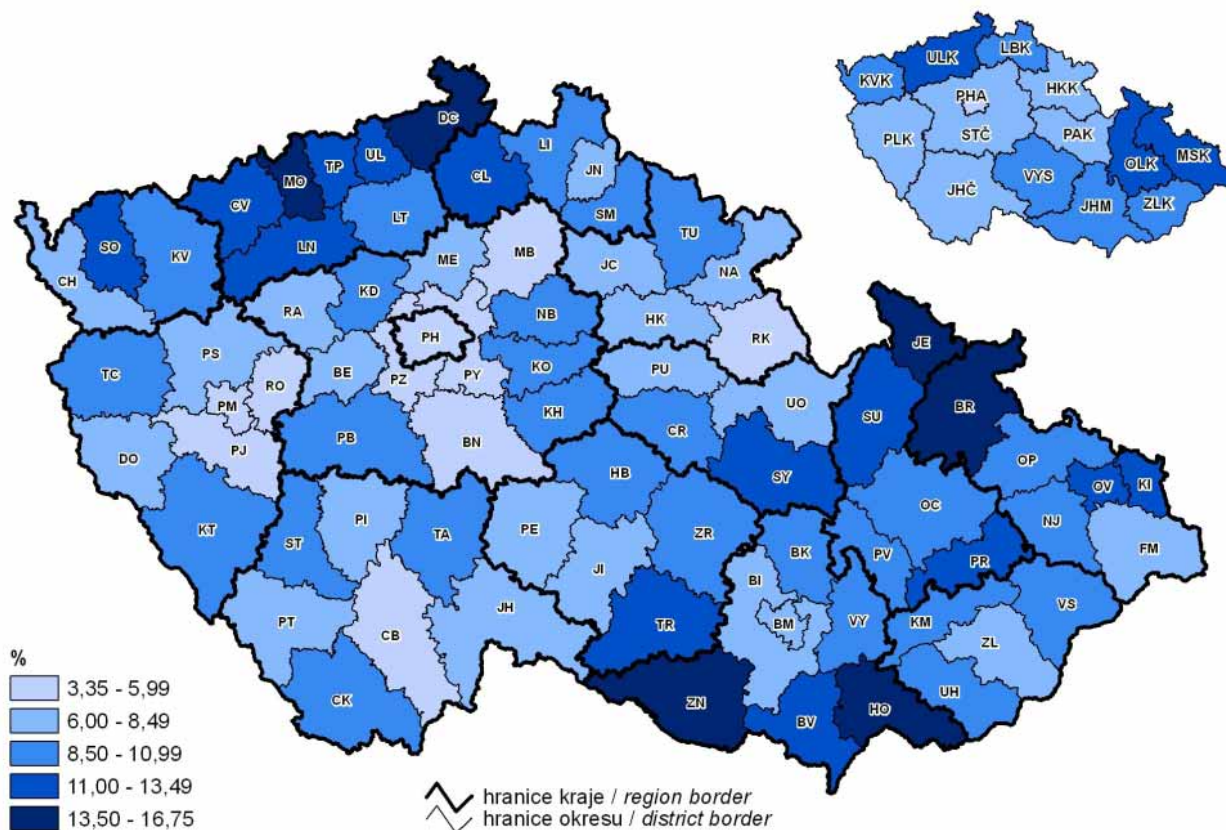 ULK
LBK
KVK
HKK
PHA
STČ
PAK
PLK
OLK
MSK
VYS
JHČ
JHM
ZLK
DC
UL
TP
MO
LI
JN
CL
CV
LT
SM
SO
KV
LN
TU
MB
ME
JC
NA
CH
KD
RA
NB
HK
PH
RK
JE
PS
TC
RO
BE
PZ
PY
KO
PU
PM
UO
SU
BR
KH
PB
BN
CR
PJ
DO
OP
HB
SY
OV
KI
OC
NJ
KT
ST
PI
TA
PE
ZR
BK
PV
PR
FM
JI
BI
VS
JH
KM
PT
CB
TR
BM
VY
ZL
UH
CK
ZN
HO
BV
%
3,35 - 5,99
6,00 - 8,49
8,50 - 10,99
11,00 - 13,49
13,50 - 16,75
hranice kraje / region border
hranice okresu / district border